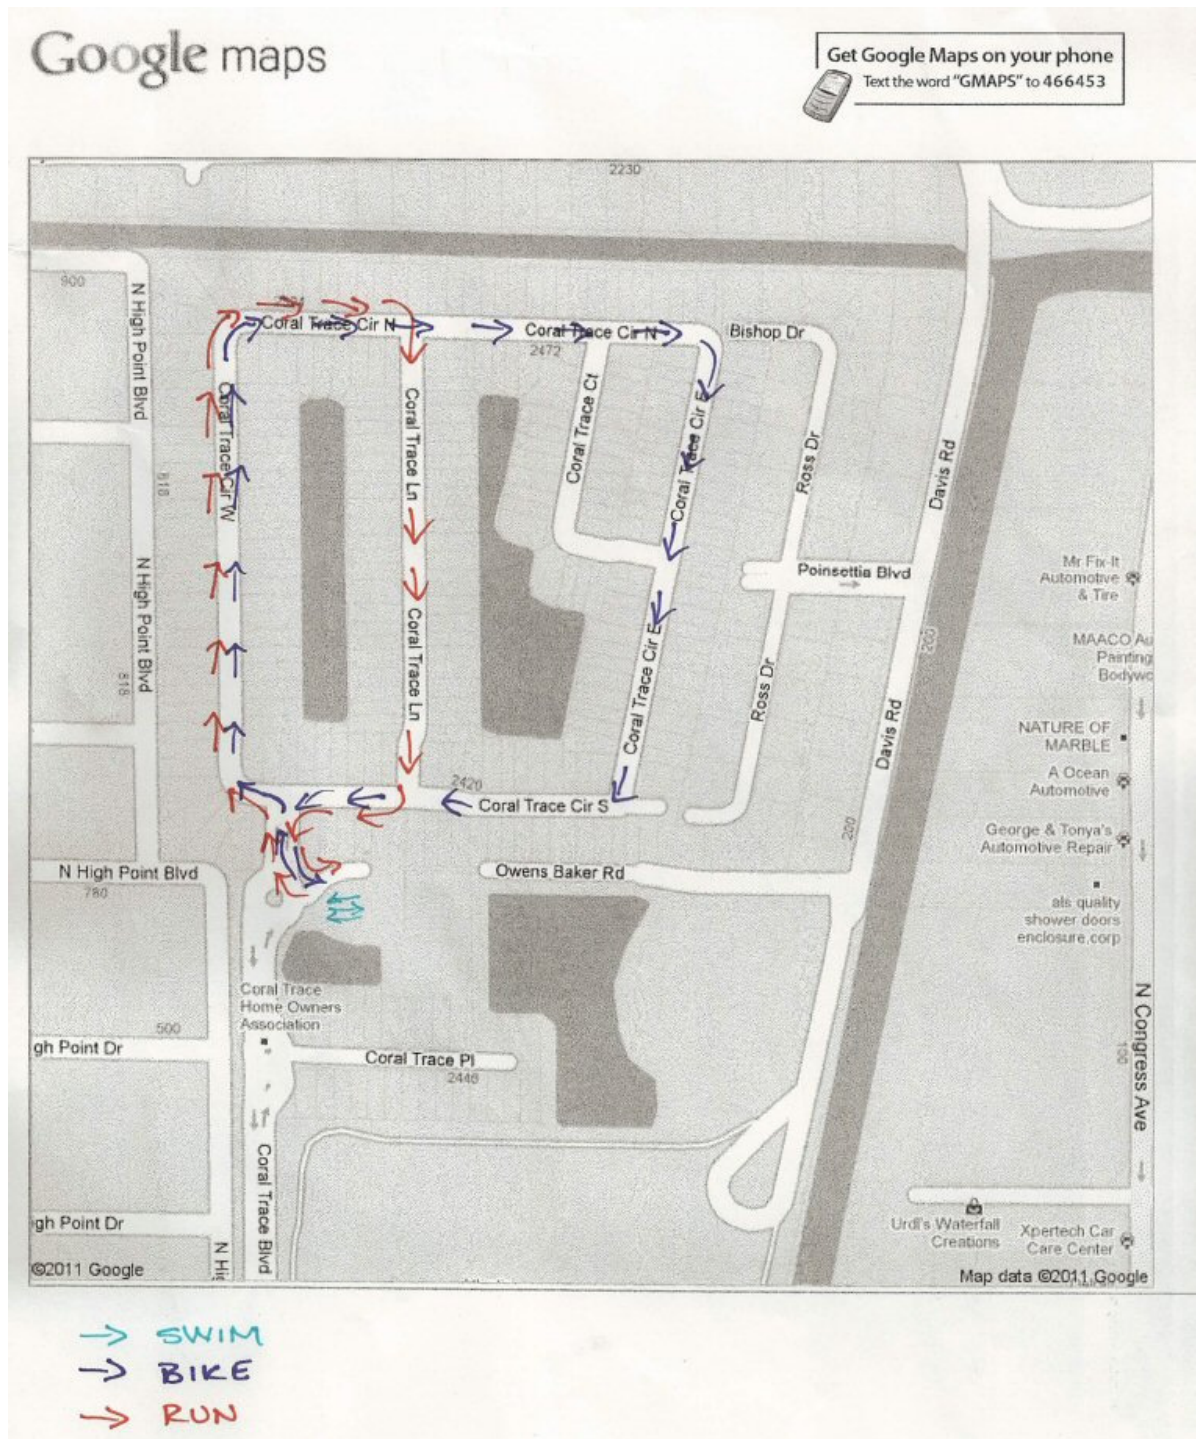 Google maps
Get Google Maps on your phone
Text the word "GMAPS" to 466453
2230
900
N High Point Blvd
Coral Trace Cir N
Coral Trace Cir N
2472
Bishop Dr
Coral Trace Cir W
Coral Trace Ln
Coral Trace Ct
Coral Trace Cir E
Ross Dr
Davis Rd
818
N High Point Blvd
818
Coral Trace Ln
Coral Trace Cir E
Poinsettia Blvd
Ross Dr
200
Davis Rd
200
Mr Fix-It
Automotive
& Tire
MAACO Au
Painting
Bodywo
NATURE OF
MARBLE
A Ocean
Automotive
George & Tonya's
Automotive Repair
als quality
shower doors
enclosure corp
2420
Coral Trace Cir S
N High Point Blvd
780
Owens Baker Rd
Coral Trace
Home Owners
Association
500
gh Point Dr
Coral Trace Pl
2446
N Congress Ave
100
gh Point Dr
N Hi
Coral Trace Blvd
Urdl's Waterfall
Creations
Xpertech Car
Care Center
©2011 Google
Map data ©2011 Google
SWIM
BIKE
RUN